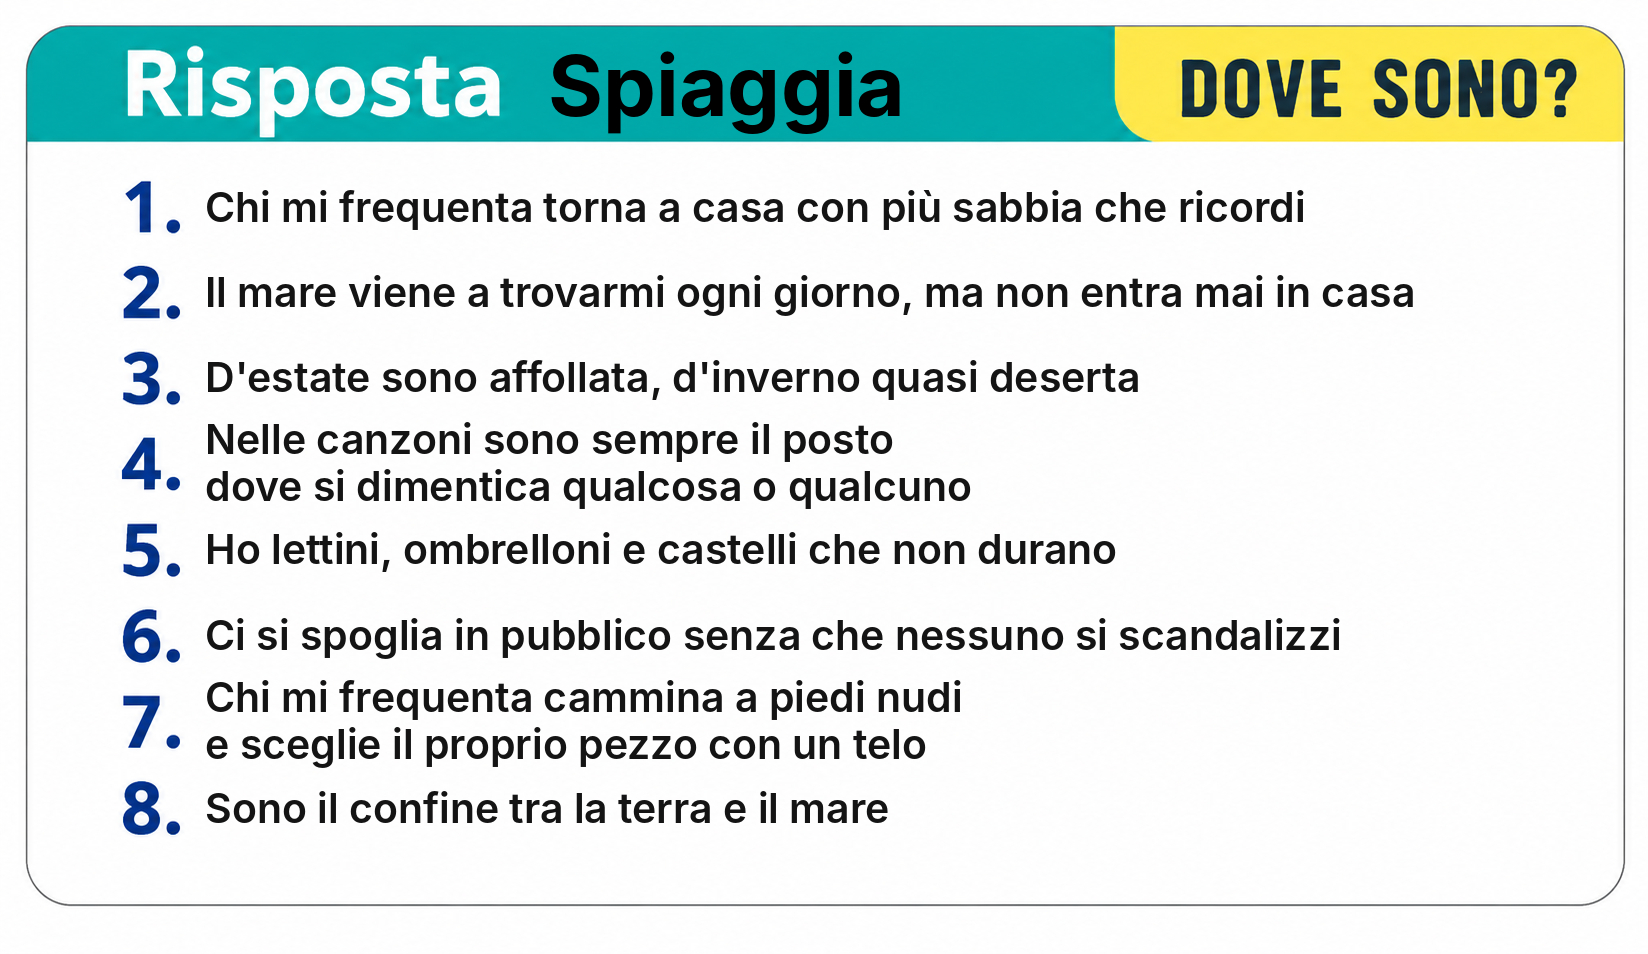 Risposta Spiaggia DOVE SONO?
1. Chi mi frequenta torna a casa con più sabbia che ricordi
2. Il mare viene a trovarmi ogni giorno, ma non entra mai in casa
3. D'estate sono affollata, d'inverno quasi deserta
4. Nelle canzoni sono sempre il posto
dove si dimentica qualcosa o qualcuno
5. Ho lettini, ombrelloni e castelli che non durano
6. Ci si spoglia in pubblico senza che nessuno si scandalizzi
7. Chi mi frequenta cammina a piedi nudi
e sceglie il proprio pezzo con un telo
8. Sono il confine tra la terra e il mare